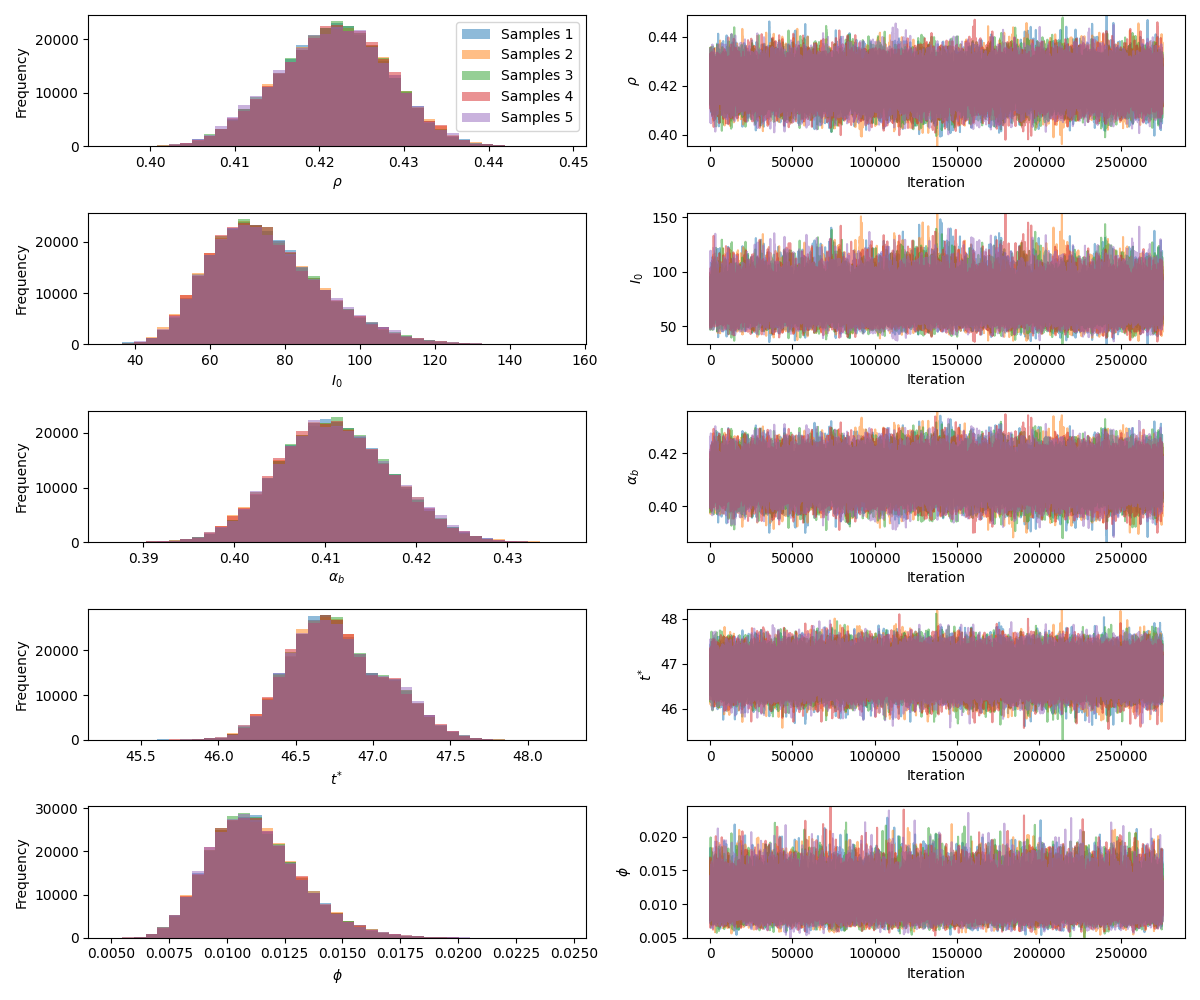 Frequency
20000
10000
0
0.40 0.41 0.42 0.43 0.44 0.45
ρ
Samples 1
Samples 2
Samples 3
Samples 4
Samples 5
ρ
0.44
0.42
0.40
0 50000 100000 150000 200000 250000
Iteration
Frequency
20000
10000
0
40 60 80 100 120 140 160
I₀
I₀
150
100
50
0 50000 100000 150000 200000 250000
Iteration
Frequency
20000
10000
0
0.39 0.40 0.41 0.42 0.43
α_b
α_b
0.42
0.40
0 50000 100000 150000 200000 250000
Iteration
Frequency
20000
10000
0
45.5 46.0 46.5 47.0 47.5 48.0
t*
t*
48
47
46
0 50000 100000 150000 200000 250000
Iteration
Frequency
30000
20000
10000
0
0.0050 0.0075 0.0100 0.0125 0.0150 0.0175 0.0200 0.0225 0.0250
ϕ
ϕ
0.020
0.015
0.010
0.005
0 50000 100000 150000 200000 250000
Iteration